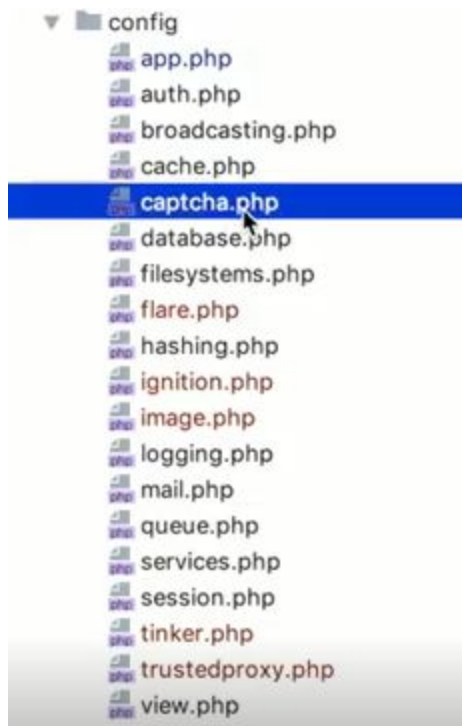 config
app.php
auth.php
broadcasting.php
cache.php
captcha.php
database.php
filesystems.php
flare.php
hashing.php
ignition.php
image.php
logging.php
mail.php
queue.php
services.php
session.php
tinker.php
trustedproxy.php
view.php